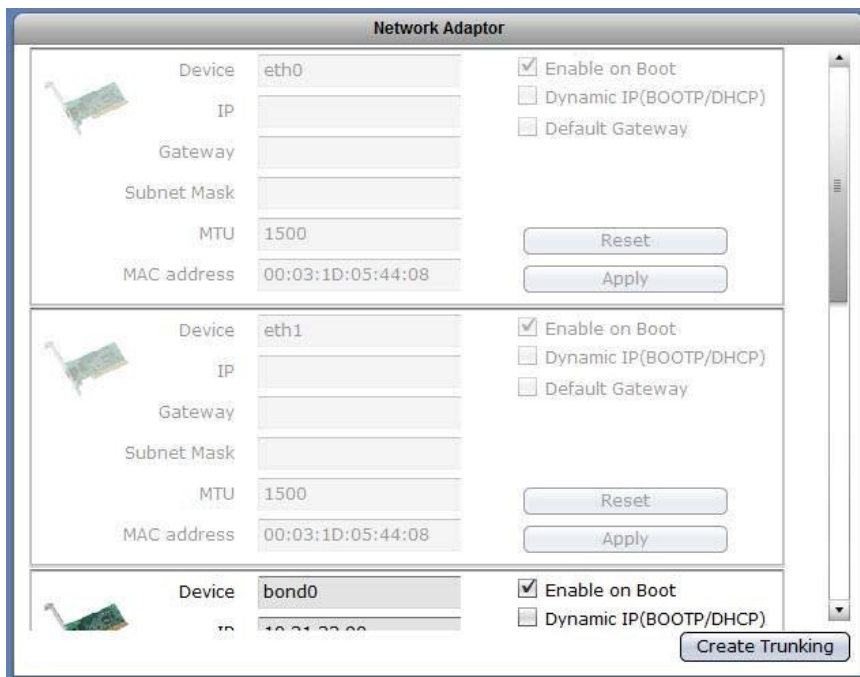 Network Adaptor
Device eth0 Enable on Boot
IP Dynamic IP(BOOTP/DHCP)
Gateway Default Gateway
Subnet Mask
MTU 1500 Reset
MAC address 00:03:1D:05:44:08 Apply
Device eth1 Enable on Boot
IP Dynamic IP(BOOTP/DHCP)
Gateway Default Gateway
Subnet Mask
MTU 1500 Reset
MAC address 00:03:1D:05:44:08 Apply
Device bond0 Enable on Boot
IP Dynamic IP(BOOTP/DHCP)
Create Trunking